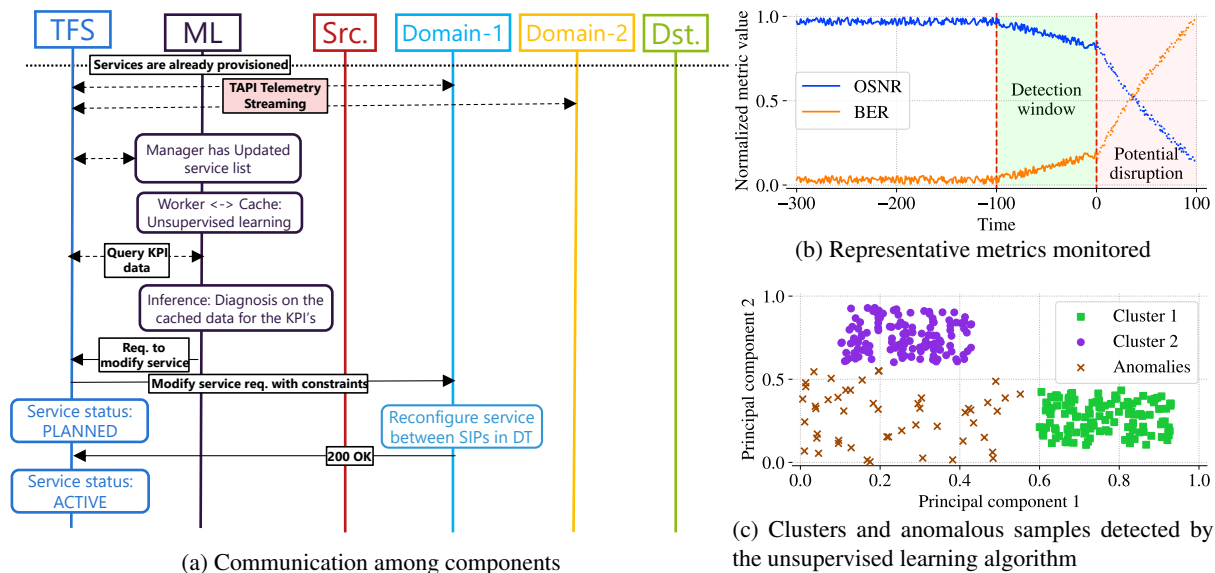 TFS
ML
Src.
Domain-1
Domain-2
Dst.
Services are already provisioned
TAPI Telemetry
Streaming
Manager has Updated
service list
Worker <-> Cache:
Unsupervised learning
Query KPI
data
Inference: Diagnosis on the
cached data for the KPI's
Req. to
modify service
Modify service req. with constraints
Service status:
PLANNED
Reconfigure service
between SIPs in DT
200 OK
Service status:
ACTIVE
(a) Communication among components
Normalized metric value
1.0
0.5
0.0
OSNR
BER
Detection
window
Potential
disruption
−300
−200
−100
0
100
Time
(b) Representative metrics monitored
Principal component 2
1.0
0.5
0.0
Cluster 1
Cluster 2
Anomalies
0.0
0.2
0.4
0.6
0.8
1.0
Principal component 1
(c) Clusters and anomalous samples detected by
the unsupervised learning algorithm